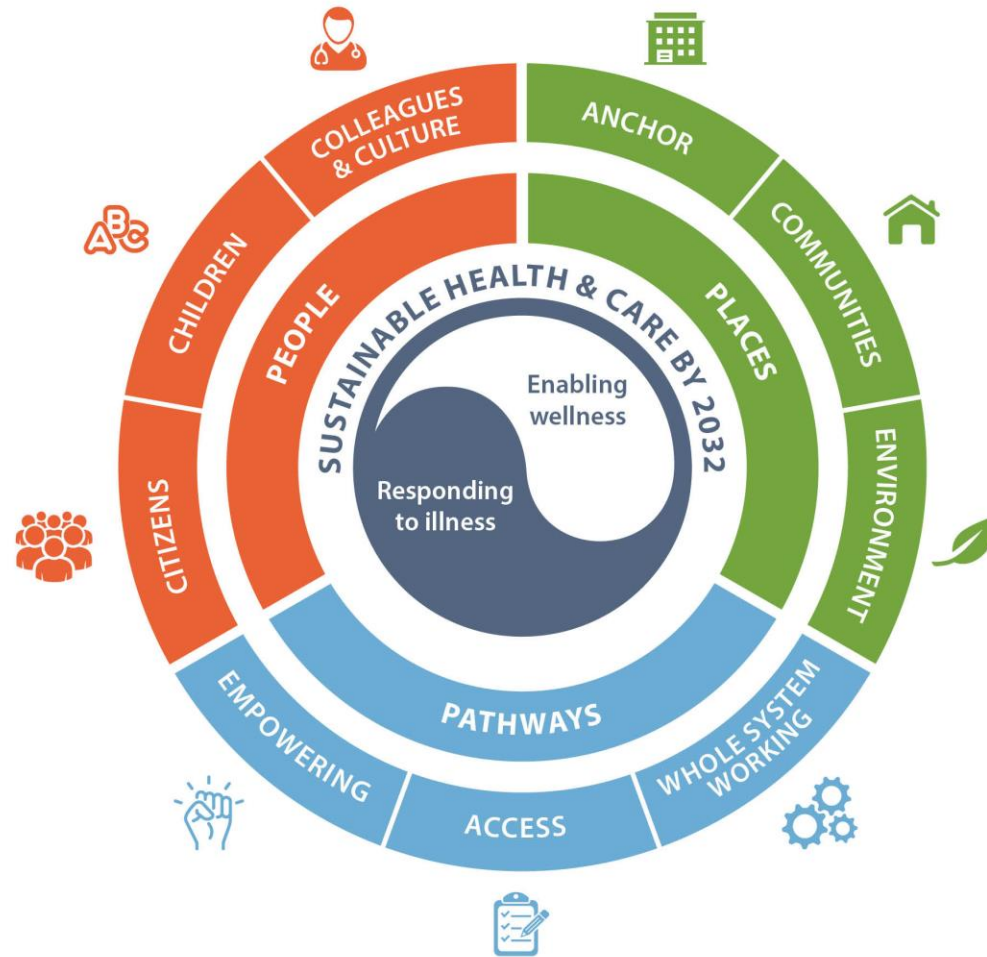 COLLEAGUES
& CULTURE
ANCHOR
COMMUNITIES
ENVIRONMENT
WHOLE SYSTEM
WORKING
ACCESS
EMPOWERING
CITIZENS
CHILDREN
ABC
PEOPLE
PLACES
PATHWAYS
SUSTAINABLE HEALTH & CARE BY 2032
Enabling
wellness
Responding
to illness